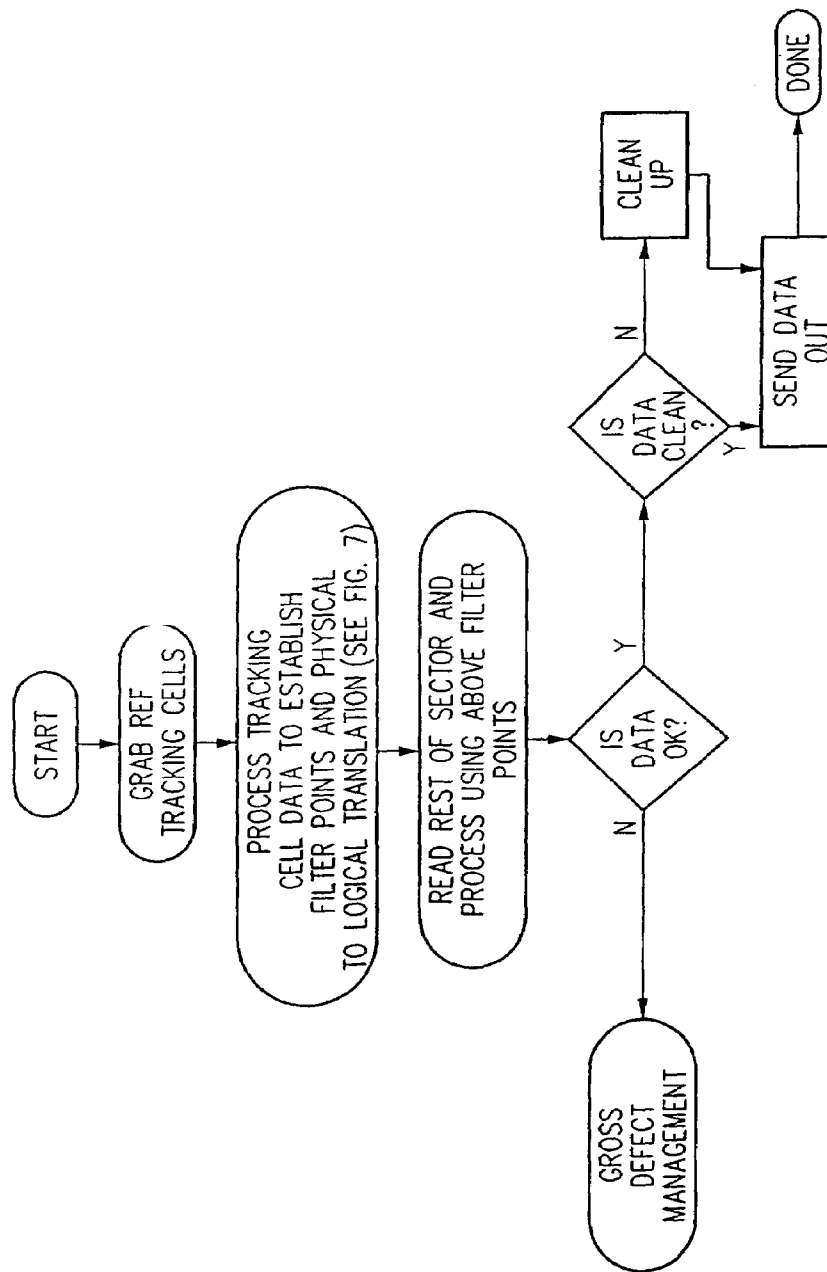 START
GRAB REF
TRACKING CELLS
PROCESS TRACKING
CELL DATA TO ESTABLISH
FILTER POINTS AND PHYSICAL
TO LOGICAL TRANSLATION (SEE FIG. 7)
READ REST OF SECTOR AND
PROCESS USING ABOVE FILTER
POINTS
IS
DATA
OK?
N
Y
GROSS
DEFECT
MANAGEMENT
IS
DATA
CLEAN
?
N
Y
CLEAN
UP
SEND DATA
OUT
DONE